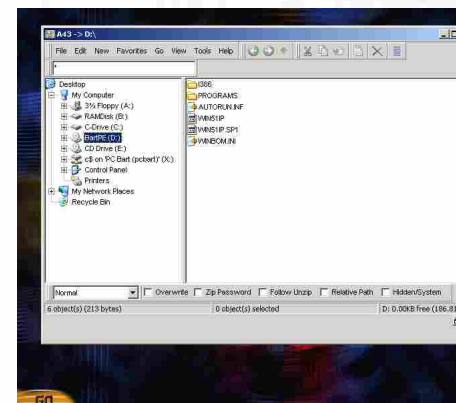 A43 -> D:\
File Edit New Favorites Go View Tools Help
*
Desktop
My Computer
3½ Floppy (A:)
RAMDisk (B:)
C-Drive (C:)
BartPE (D:)
CD Drive (E:)
c$ on 'PC Bart (pcbart)' (X:)
Control Panel
Printers
My Network Places
Recycle Bin
I386
PROGRAMS
AUTORUN.INF
WIN51IP
WIN51IP.SP1
WINBOM.INI
Normal Overwrite Zip Password Follow Unzip Relative Path Hidden/System
6 object(s) (213 bytes) 0 object(s) selected D: 0.00KB free (186.81
GO